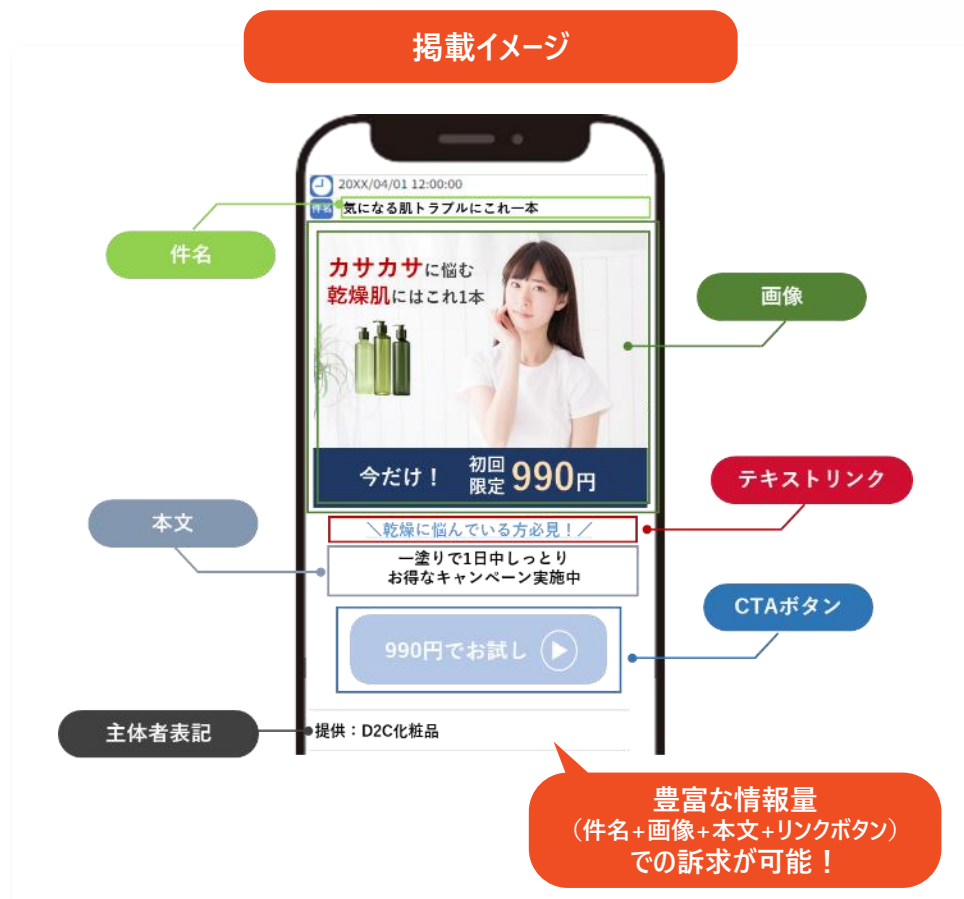 掲載イメージ
20XX/04/01 12:00:00
件名 気になる肌トラブルにこれ一本
件名
カサカサに悩む
乾燥肌にはこれ1本
画像
今だけ！ 初回限定 990円
テキストリンク
＼乾燥に悩んでいる方必見！／
本文
一塗りで1日中しっとり
お得なキャンペーン実施中
CTAボタン
990円でお試し
主体者表記
提供：D2C化粧品
豊富な情報量
（件名+画像+本文+リンクボタン）
での訴求が可能！